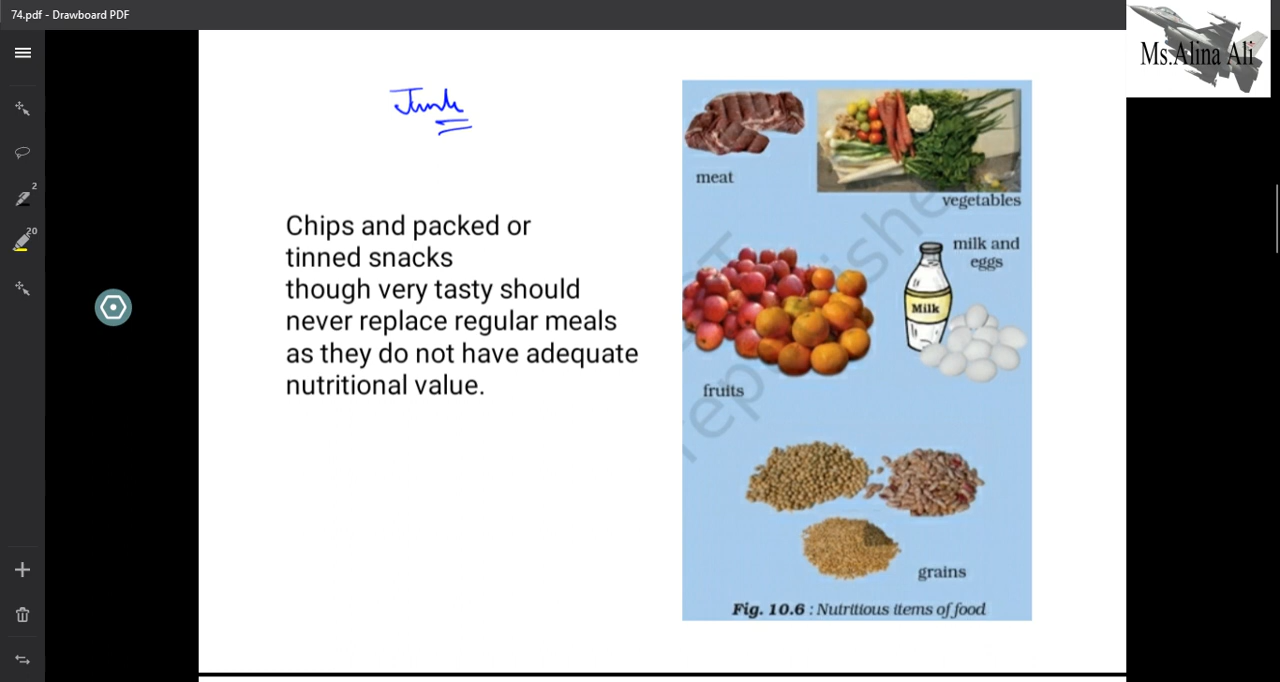 74.pdf - Drawboard PDF
Ms.Alina Ali
Junk
2
20
Chips and packed or
tinned snacks
though very tasty should
never replace regular meals
as they do not have adequate
nutritional value.
meat
vegetables
milk and
eggs
Milk
fruits
grains
Fig. 10.6 : Nutritious items of food